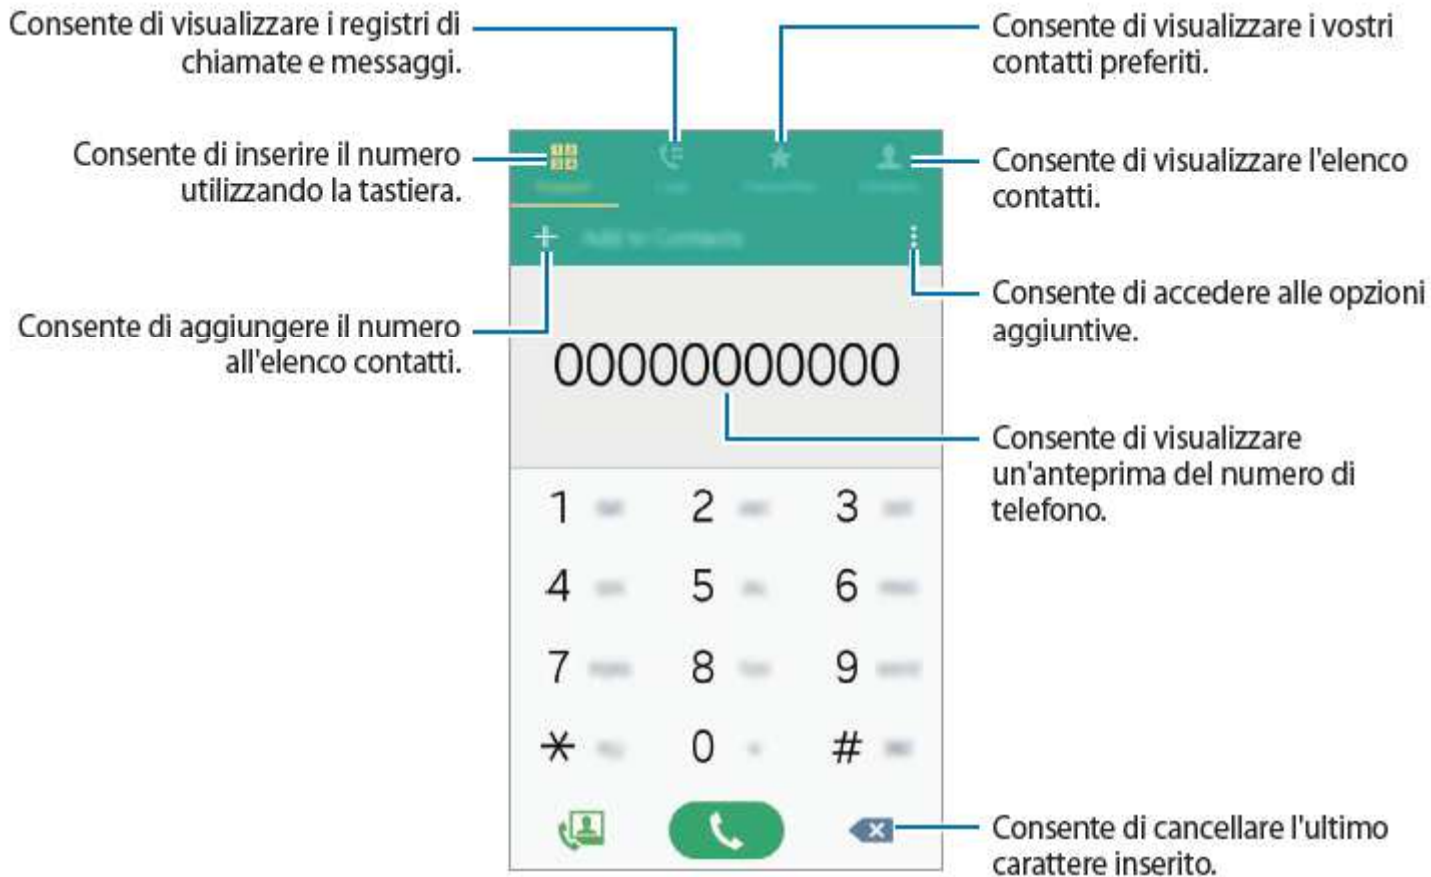 Consente di visualizzare i registri di
chiamate e messaggi.
Consente di visualizzare i vostri
contatti preferiti.
Consente di inserire il numero
utilizzando la tastiera.
Consente di visualizzare l'elenco
contatti.
Add to Contacts
Consente di aggiungere il numero
all'elenco contatti.
Consente di accedere alle opzioni
aggiuntive.
00000000000
Consente di visualizzare
un'anteprima del numero di
telefono.
1 2 3
4 5 6
7 8 9
* 0 #
Consente di cancellare l'ultimo
carattere inserito.